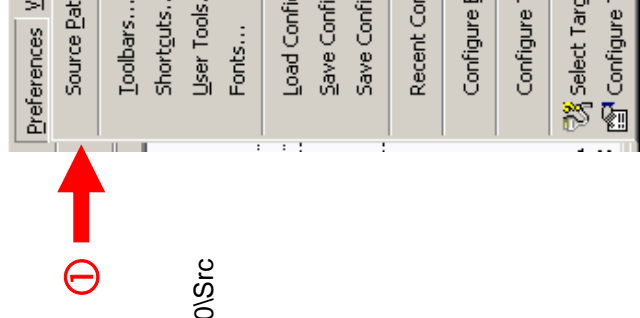 Preferences
Source Pat
Toolbars...
Shortcuts...
User Tools.
Fonts...
Load Confi
Save Confi
Save Confi
Recent Cor
Configure
Configure
Select Targ
Configure
①
0\Src